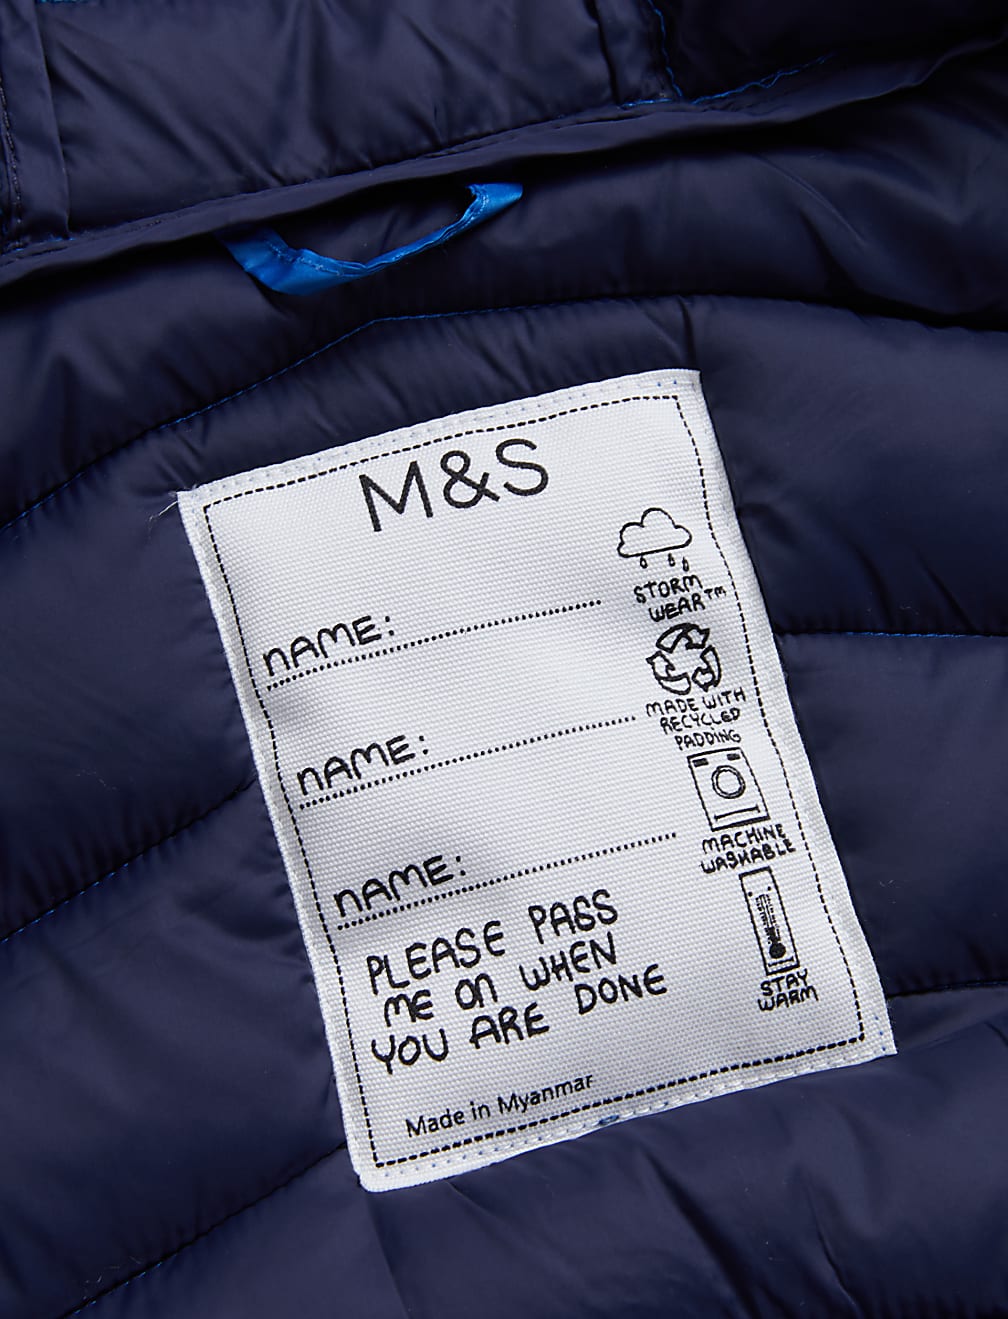 M&S
STORM
WEAR™
NAME:
MADE WITH
RECYCLED
PADDING
NAME:
MACHINE
WASHABLE
NAME:
PLEASE PASS
ME ON WHEN
YOU ARE DONE
STAY
WARM
Made in Myanmar